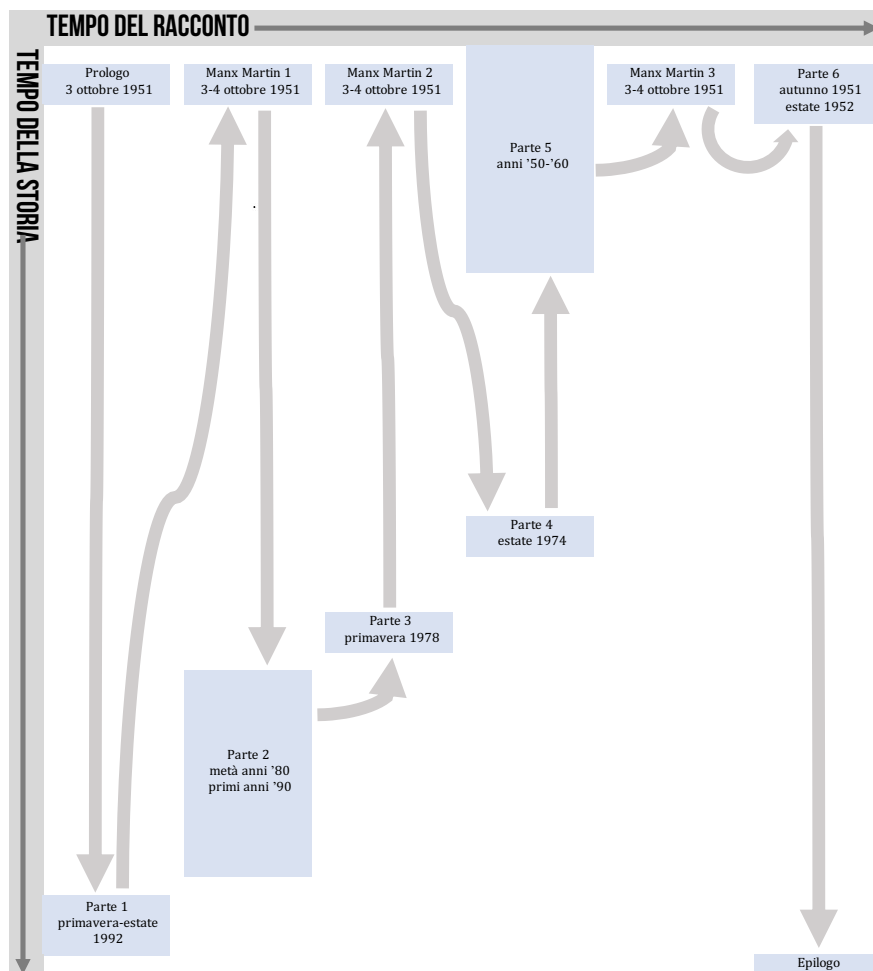 TEMPO DEL RACCONTO
TEMPO DELLA STORIA
Prologo
3 ottobre 1951
Manx Martin 1
3-4 ottobre 1951
Manx Martin 2
3-4 ottobre 1951
Parte 5
anni ’50-’60
Manx Martin 3
3-4 ottobre 1951
Parte 6
autunno 1951
estate 1952
.
Parte 4
estate 1974
Parte 3
primavera 1978
Parte 2
metà anni ’80
primi anni ’90
Parte 1
primavera-estate
1992
Epilogo